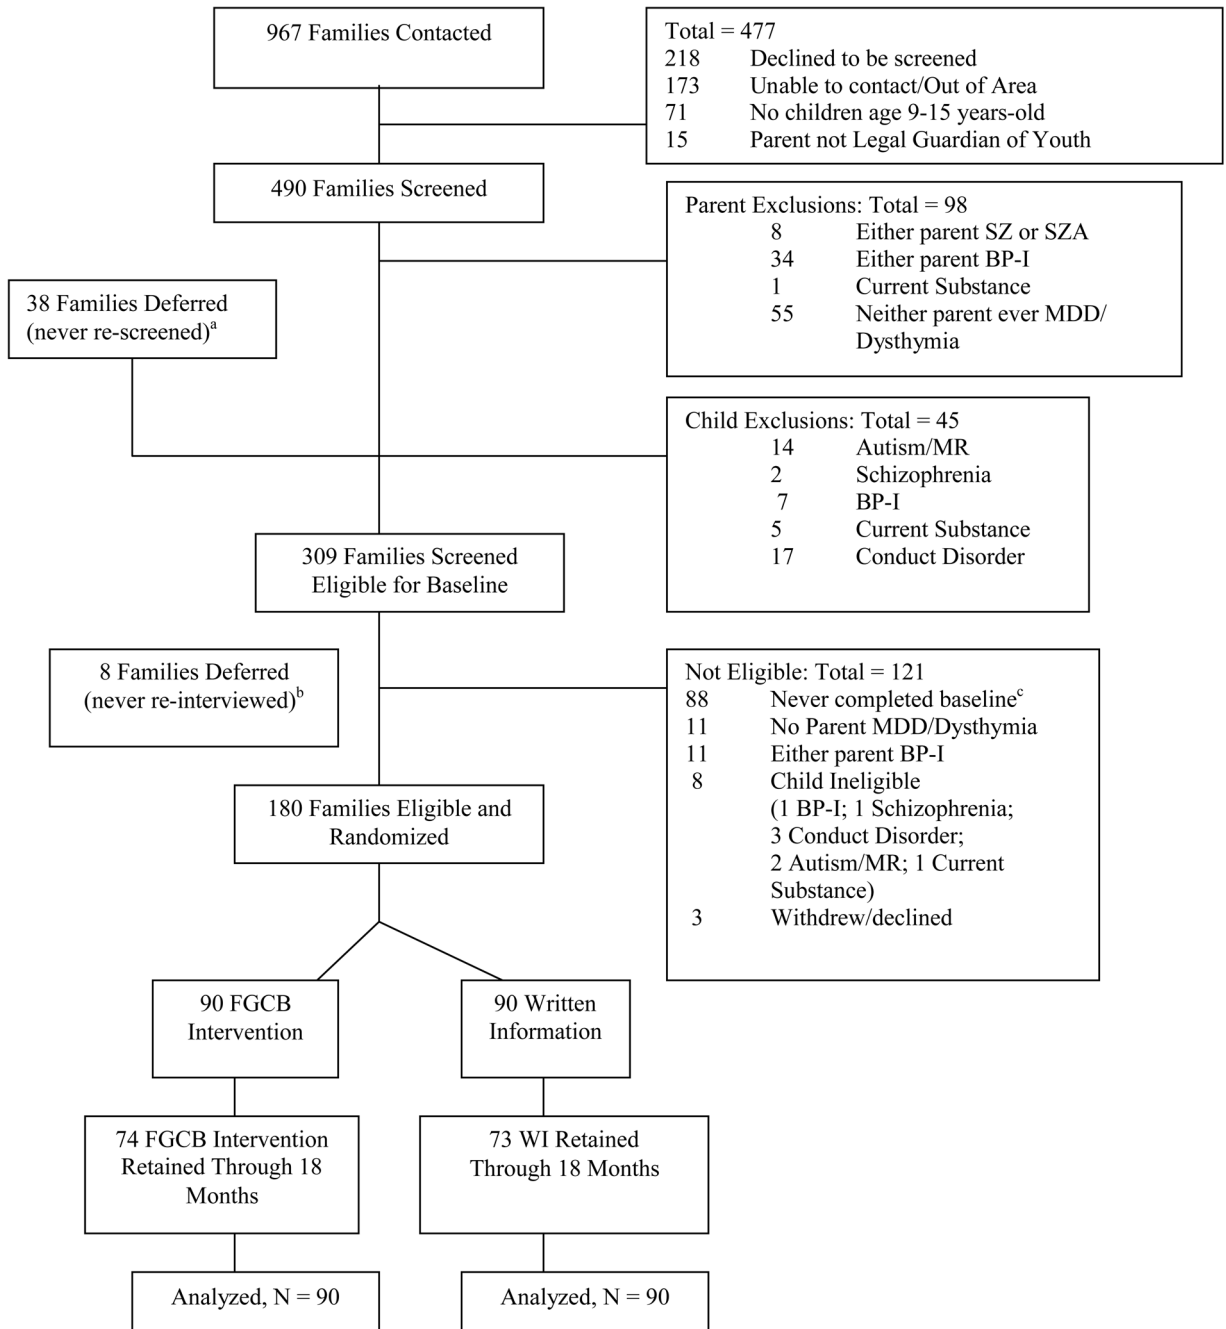 967 Families Contacted
Total = 477
218 Declined to be screened
173 Unable to contact/Out of Area
71 No children age 9-15 years-old
15 Parent not Legal Guardian of Youth
490 Families Screened
Parent Exclusions: Total = 98
8 Either parent SZ or SZA
34 Either parent BP-I
1 Current Substance
55 Neither parent ever MDD/
Dysthymia
38 Families Deferred
(never re-screened)a
Child Exclusions: Total = 45
14 Autism/MR
2 Schizophrenia
7 BP-I
5 Current Substance
17 Conduct Disorder
309 Families Screened
Eligible for Baseline
8 Families Deferred
(never re-interviewed)b
Not Eligible: Total = 121
88 Never completed baselinec
11 No Parent MDD/Dysthymia
11 Either parent BP-I
8 Child Ineligible
(1 BP-I; 1 Schizophrenia;
3 Conduct Disorder;
2 Autism/MR; 1 Current
Substance)
3 Withdrew/declined
180 Families Eligible and
Randomized
90 FGCB
Intervention
90 Written
Information
74 FGCB Intervention
Retained Through 18
Months
73 WI Retained
Through 18 Months
Analyzed, N = 90
Analyzed, N = 90